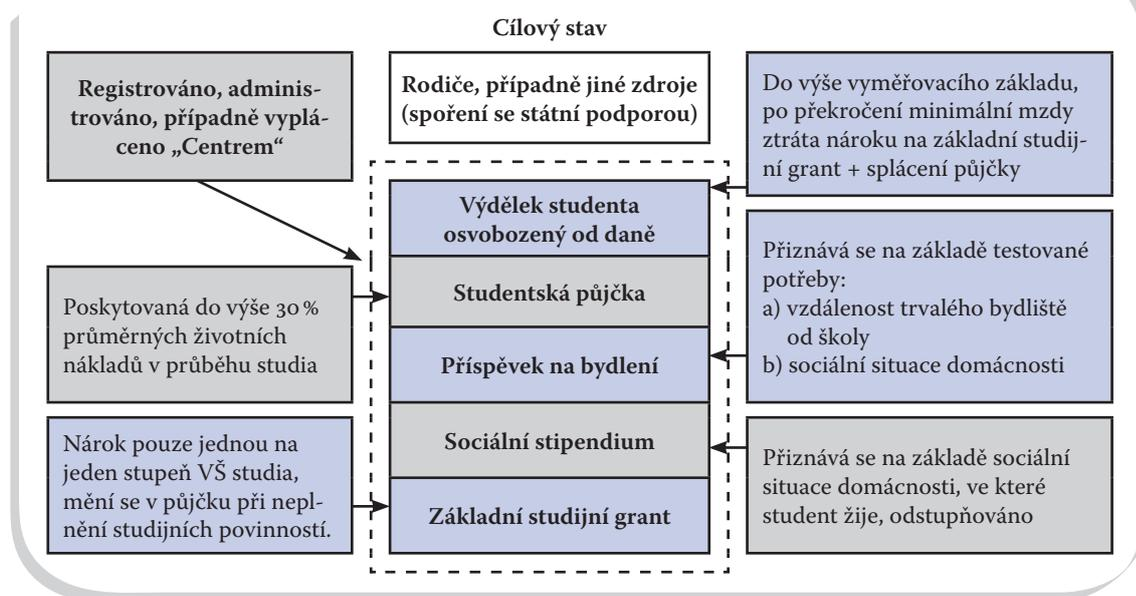 Cílový stav
Registrováno, adminis-
trováno, případně vyplá-
ceno „Centrem“
Rodiče, případně jiné zdroje
(spoření se státní podporou)
Do výše vyměřovacího základu,
po překročení minimální mzdy
ztráta nároku na základní studij-
ní grant + splácení půjčky
Výdělek studenta
osvobozený od daně
Přiznává se na základě testované
potřeby:
a) vzdálenost trvalého bydliště
od školy
b) sociální situace domácnosti
Poskytovaná do výše 30 %
průměrných životních
nákladů v průběhu studia
Studentská půjčka
Příspěvek na bydlení
Sociální stipendium
Nárok pouze jednou na
jeden stupeň VŠ studia,
mění se v půjčku při nepl-
nění studijních povinností.
Základní studijní grant
Přiznává se na základě sociální
situace domácnosti, ve které
student žije, odstupňováno